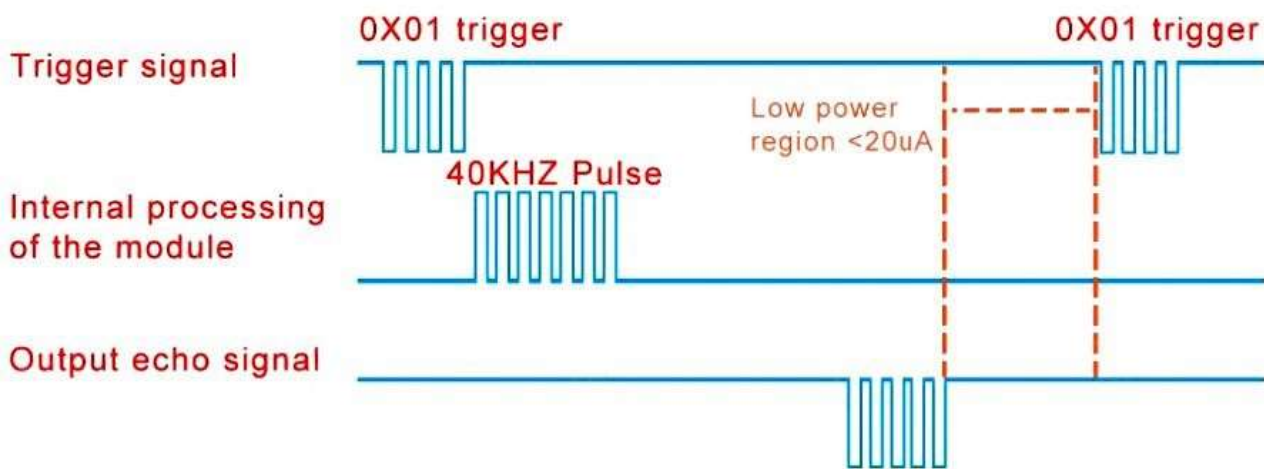 0X01 trigger
0X01 trigger
Trigger signal
Low power
region <20uA
40KHZ Pulse
Internal processing
of the module
Output echo signal